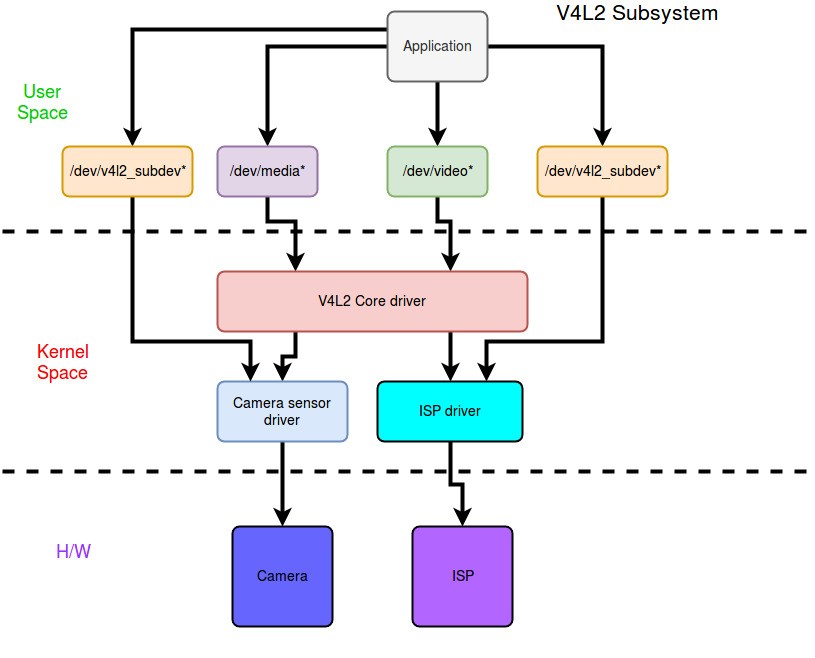 V4L2 Subsystem
Application
User
Space
/dev/v4l2_subdev*
/dev/media*
/dev/video*
/dev/v4l2_subdev*
V4L2 Core driver
Kernel
Space
Camera sensor
driver
ISP driver
H/W
Camera
ISP